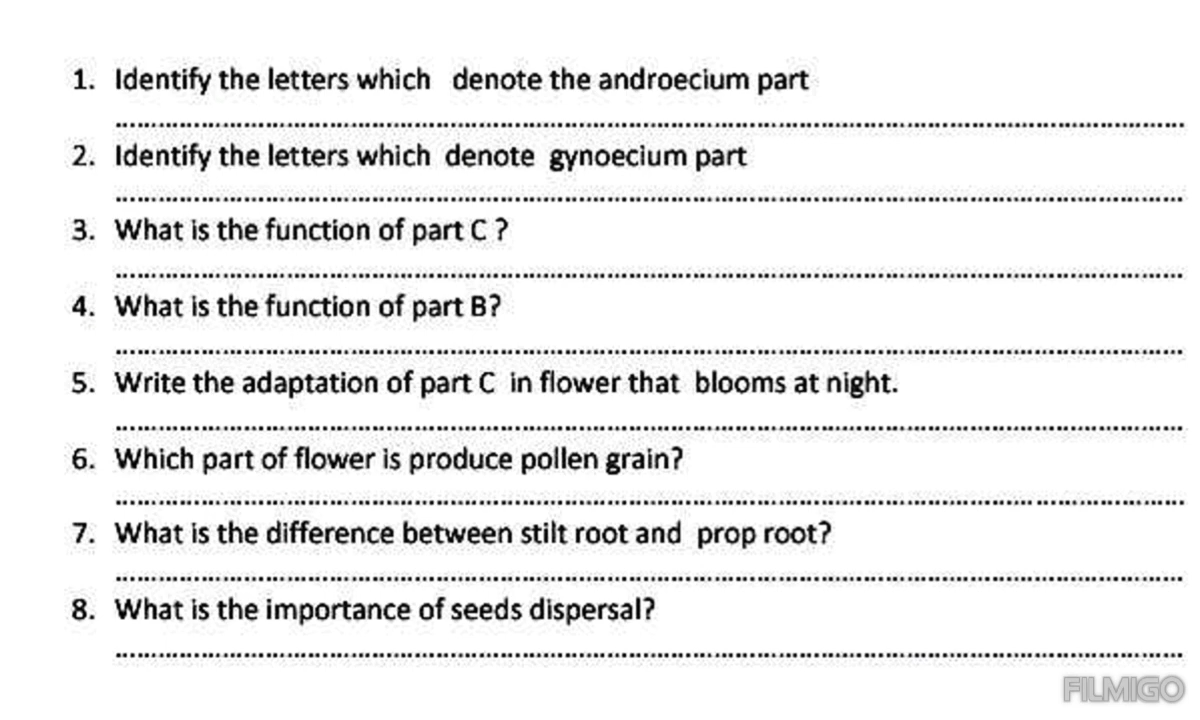 1. Identify the letters which denote the androecium part
2. Identify the letters which denote gynoecium part
3. What is the function of part C ?
4. What is the function of part B?
5. Write the adaptation of part C in flower that blooms at night.
6. Which part of flower is produce pollen grain?
7. What is the difference between stilt root and prop root?
8. What is the importance of seeds dispersal?
FILMIGO